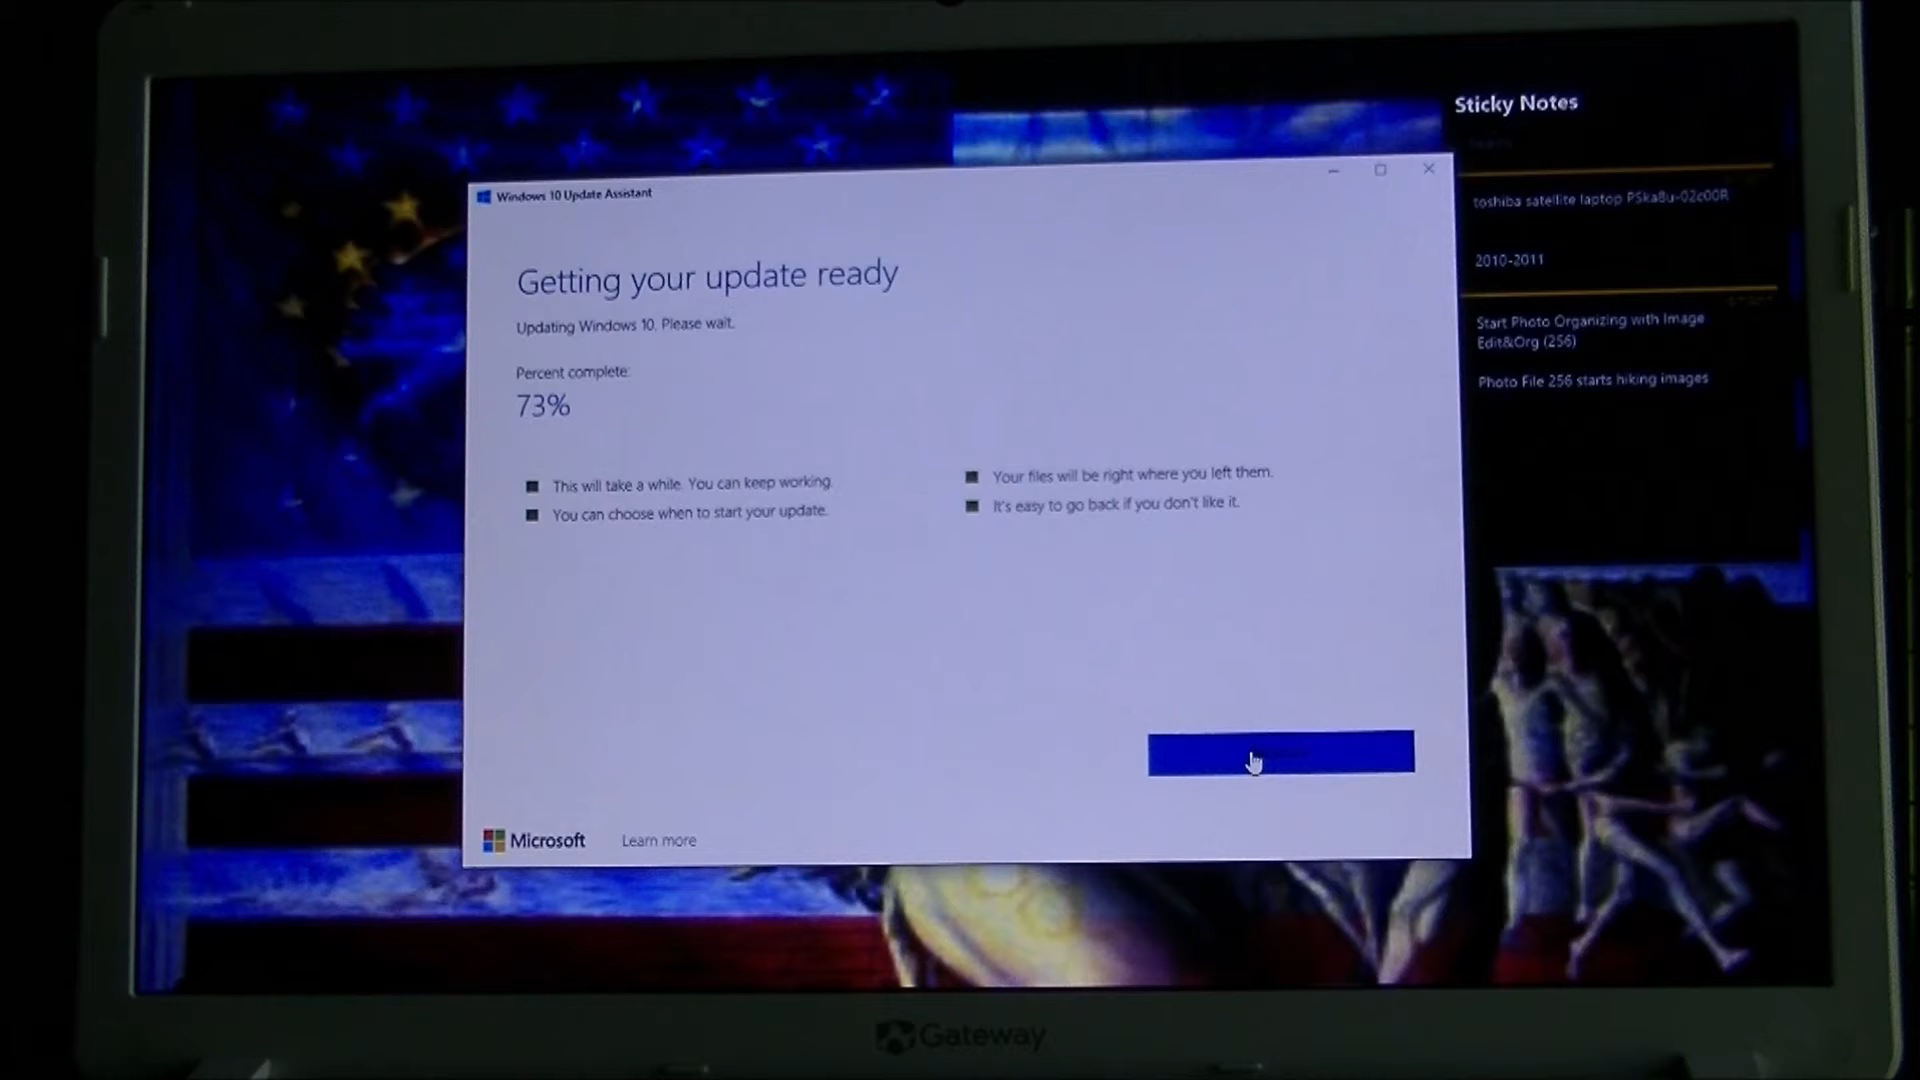 Sticky Notes
Windows 10 Update Assistant
toshiba satellite laptop PSka8u-02c00R
2010-2011
Getting your update ready
Updating Windows 10. Please wait.
Start Photo Organizing with Image
Edit&Org (256)
Percent complete:
73%
Photo File 256 starts hiking images
This will take a while. You can keep working.
You can choose when to start your update.
Your files will be right where you left them.
It's easy to go back if you don't like it.
Microsoft
Learn more
Gateway